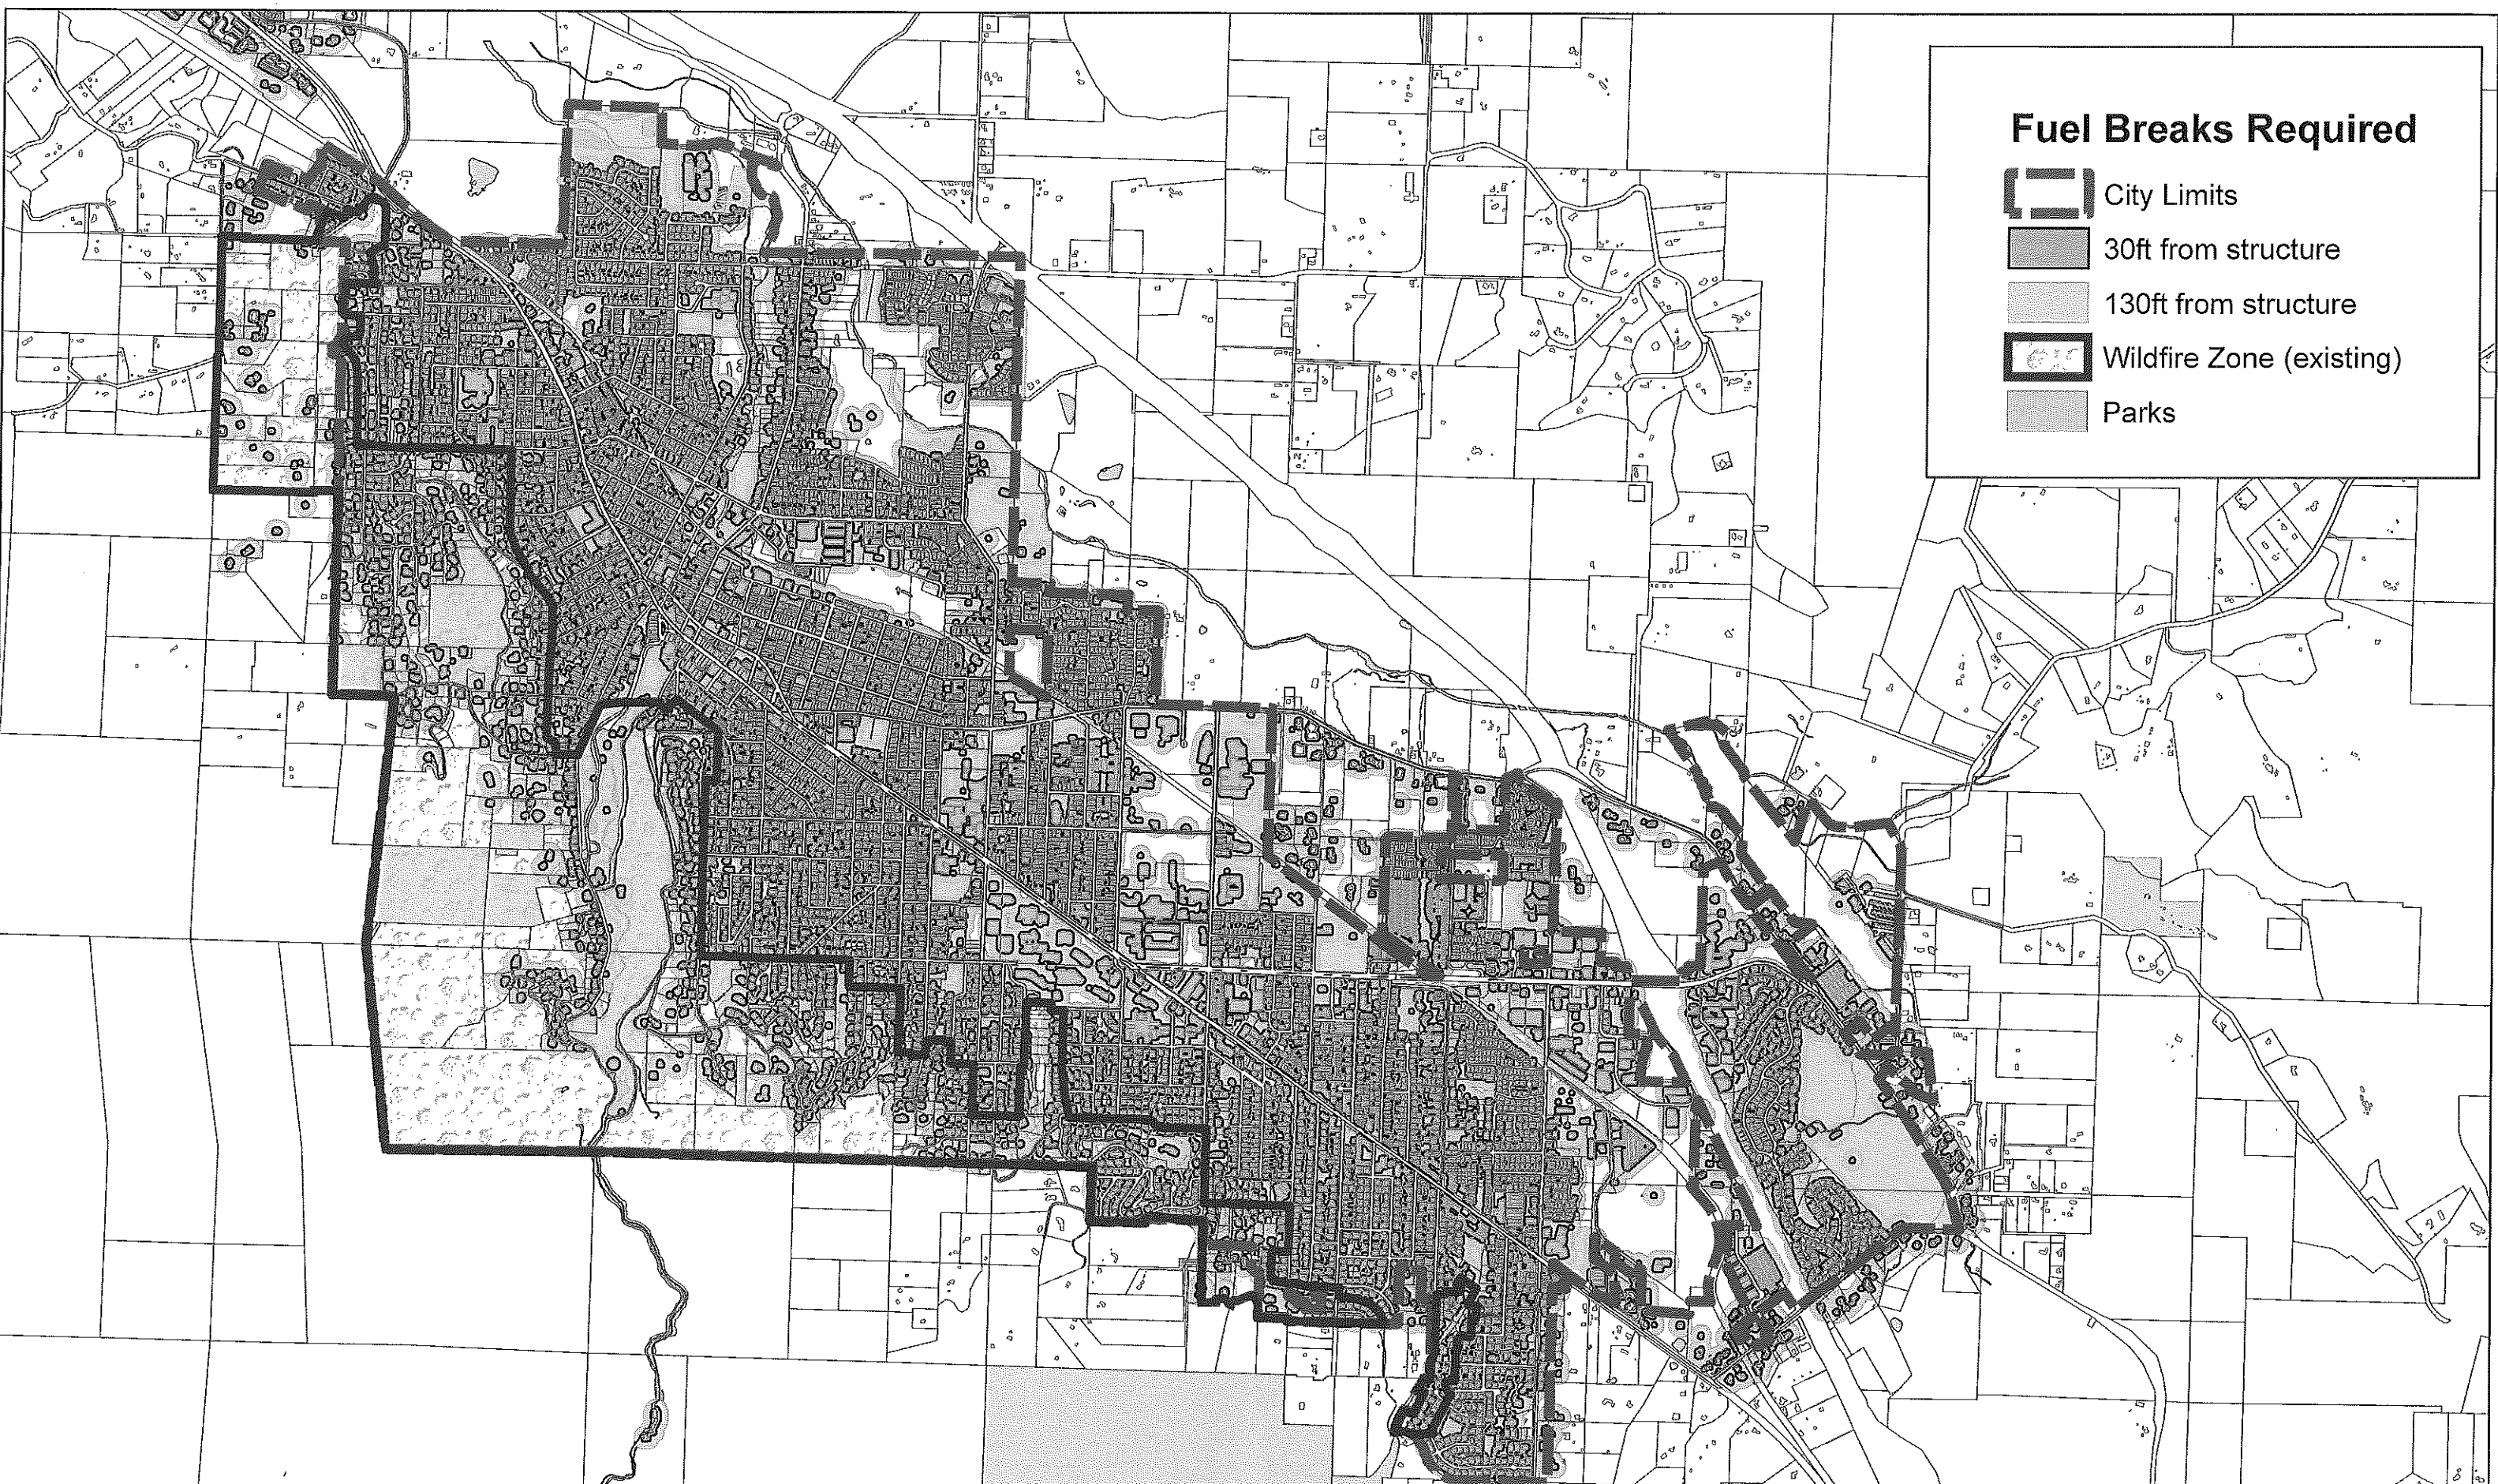 Fuel Breaks Required
City Limits
30ft from structure
130ft from structure
Wildfire Zone (existing)
Parks